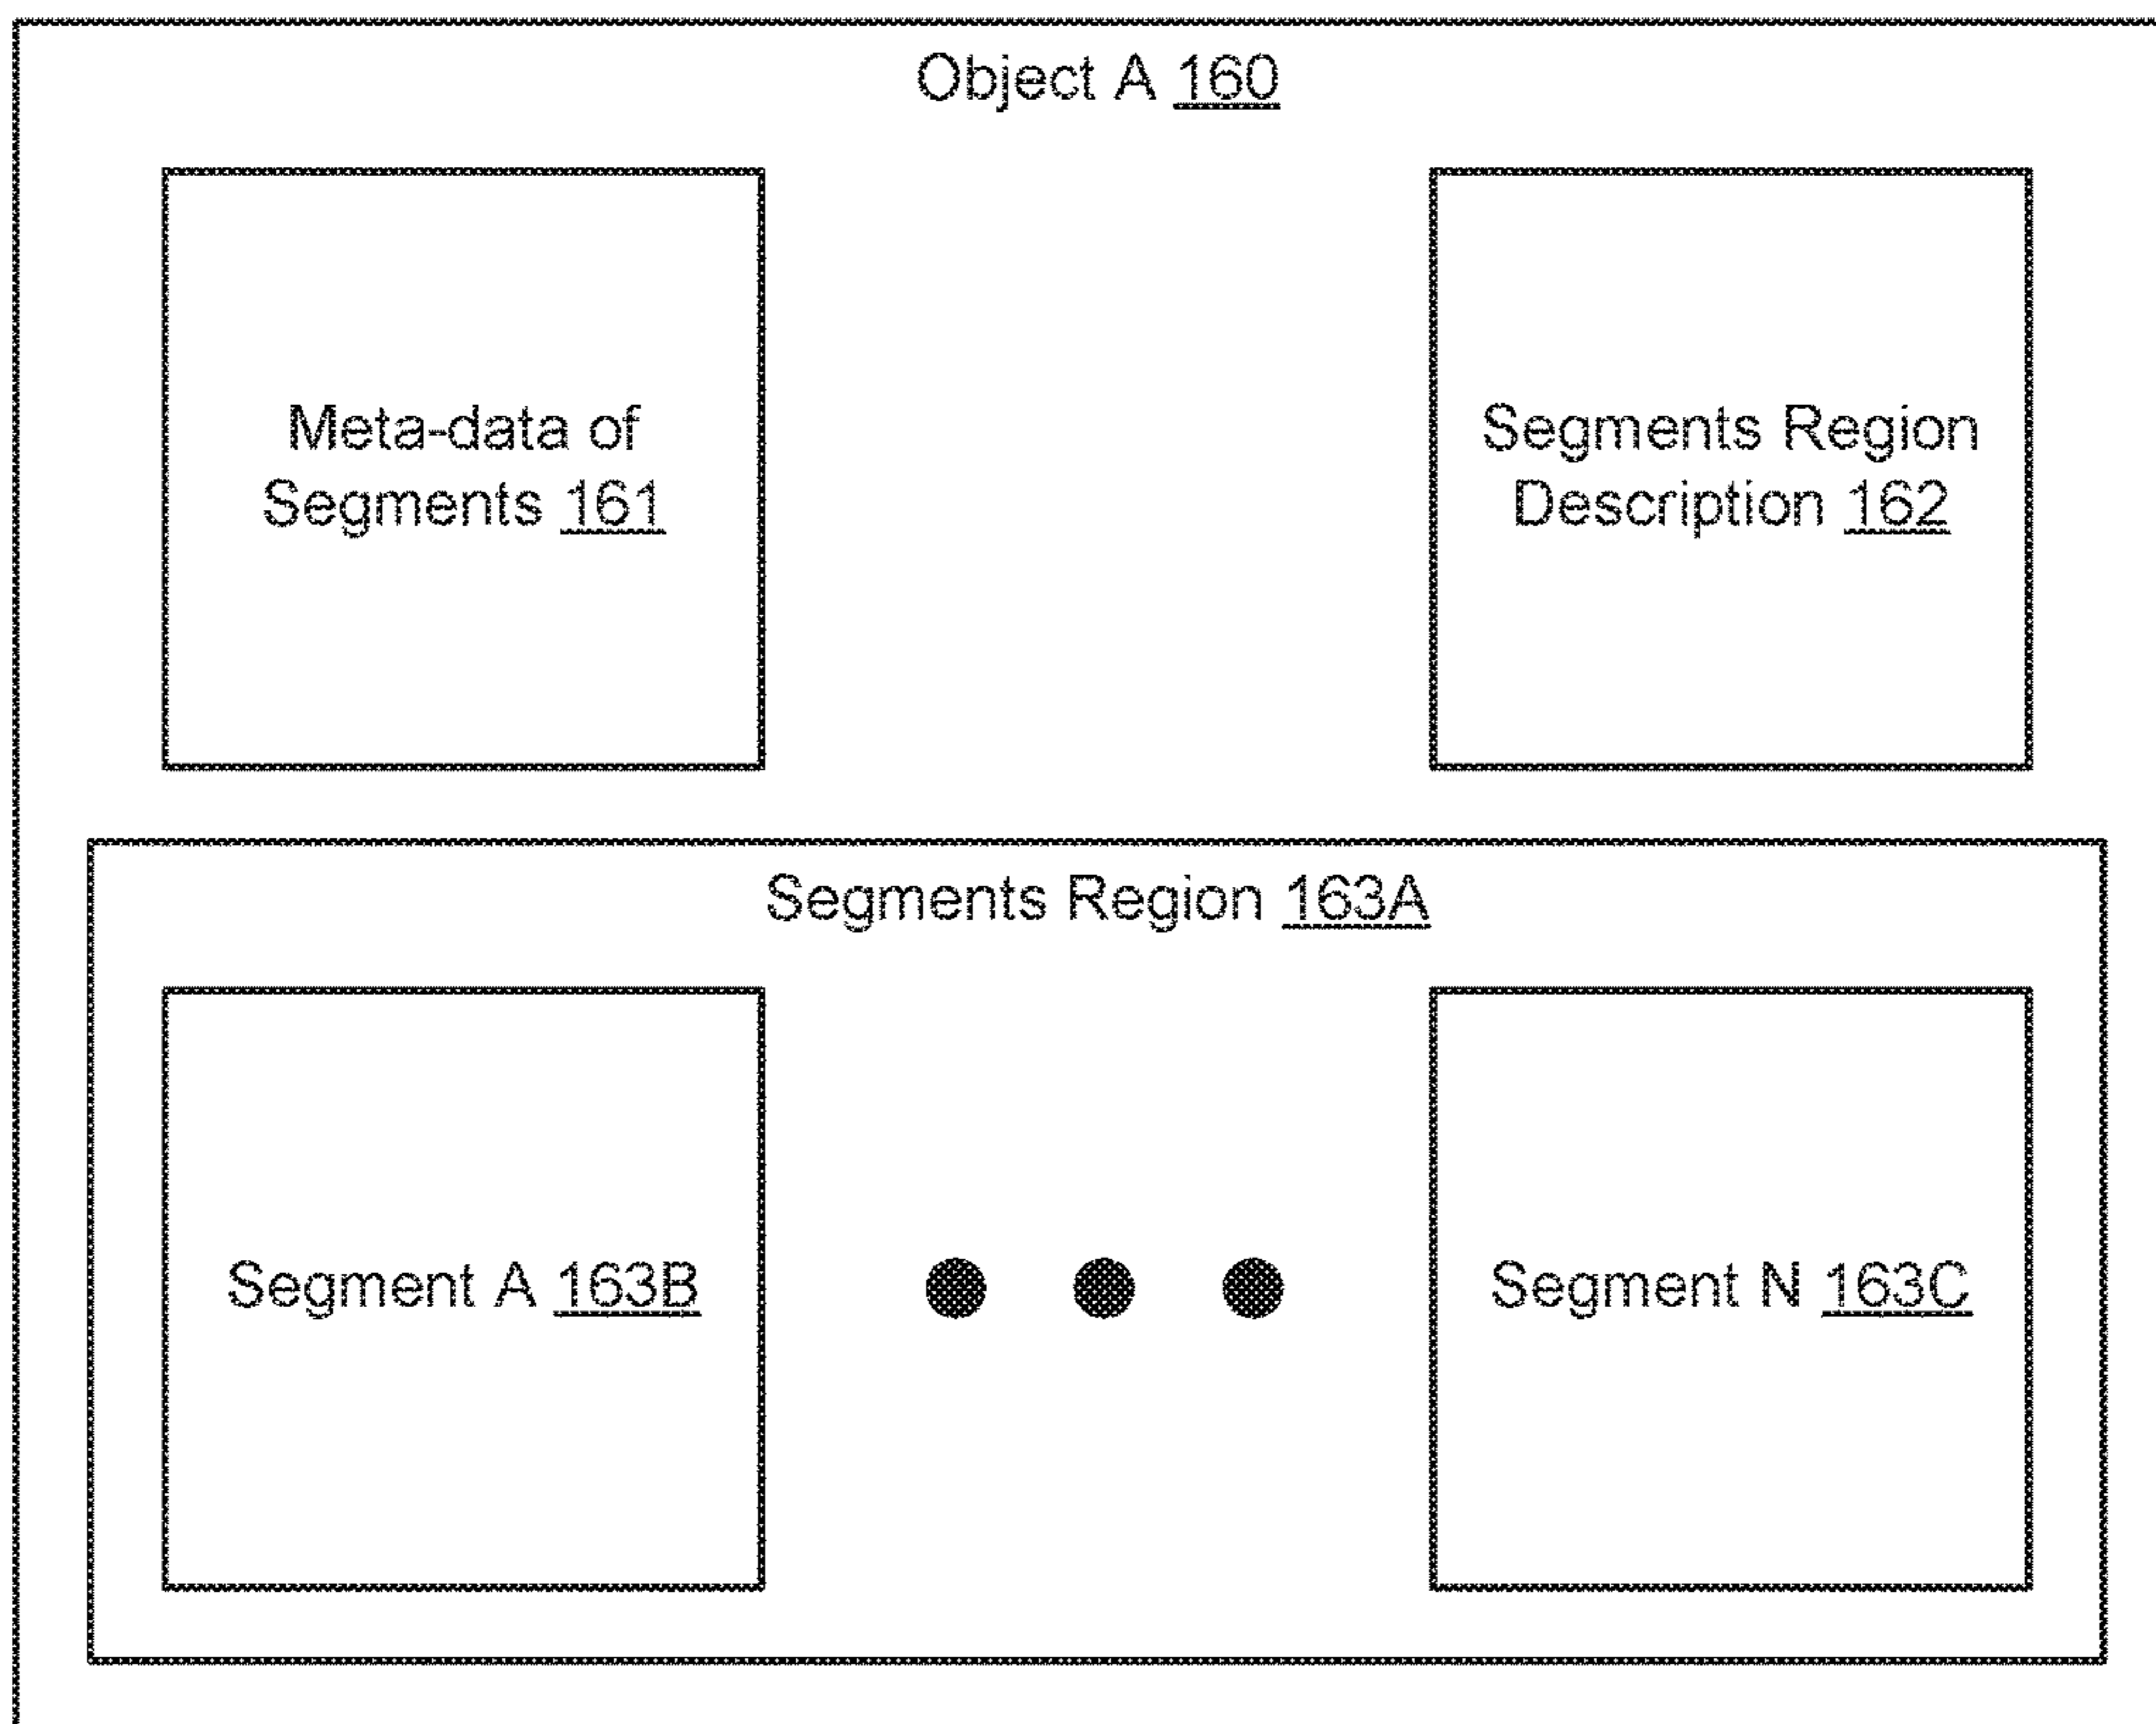 Object A 160
Meta-data of
Segments 161
Segments Region
Description 162
Segments Region 163A
Segment A 163B
Segment N 163C